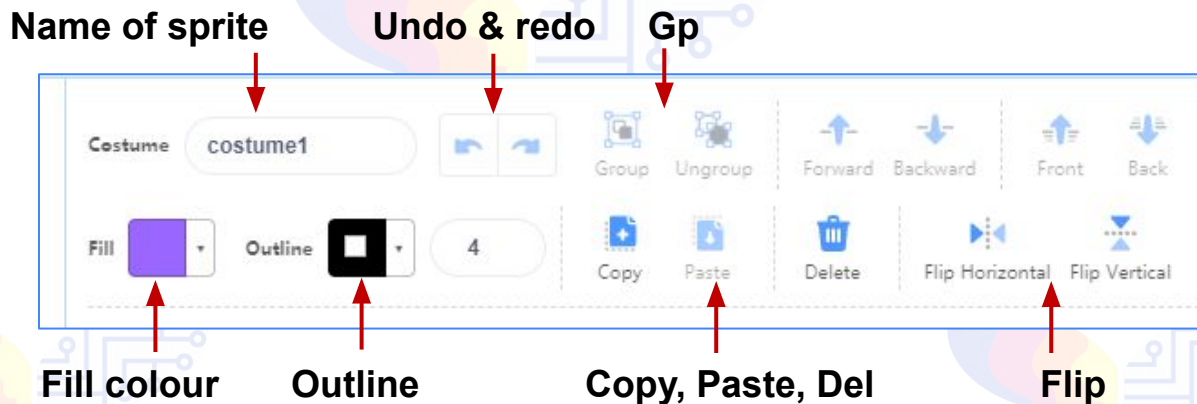 Name of sprite Undo & redo Gp
Costume costume1
Group Ungroup Forward Backward Front Back
Fill Outline 4
Copy Paste Delete Flip Horizontal Flip Vertical
Fill colour Outline Copy, Paste, Del Flip